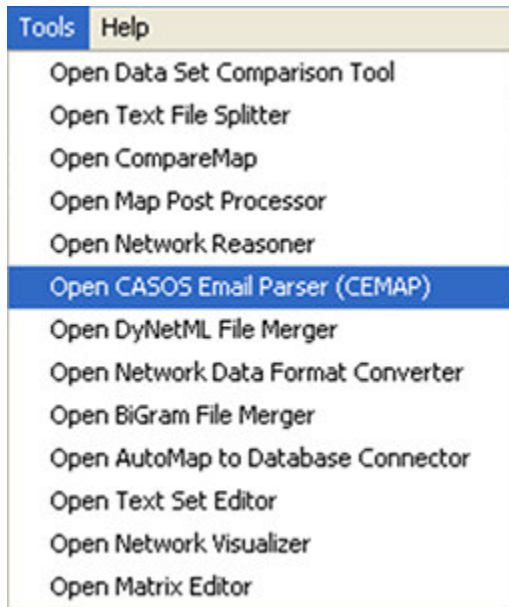 Tools Help
Open Data Set Comparison Tool
Open Text File Splitter
Open CompareMap
Open Map Post Processor
Open Network Reasoner
Open CASOS Email Parser (CEMAP)
Open DyNetML File Merger
Open Network Data Format Converter
Open BiGram File Merger
Open AutoMap to Database Connector
Open Text Set Editor
Open Network Visualizer
Open Matrix Editor